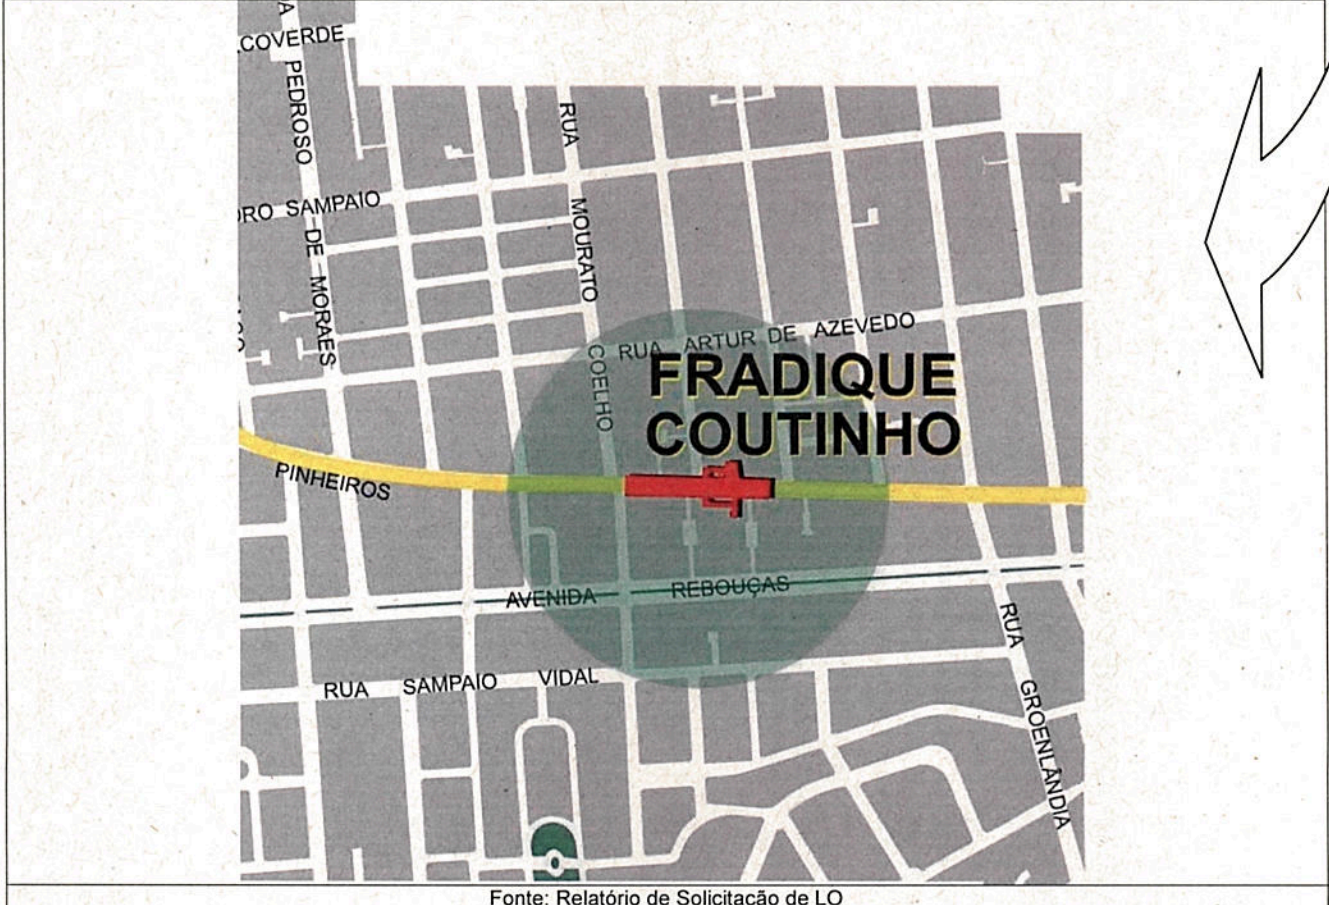 A
COVERDE
PEDROSO
RUA
DRO SAMPAIO
DE MORAES
MOURATO
RUA ARTUR DE AZEVEDO
COELHO
FRADIQUE
COUTINHO
PINHEIROS
AVENIDA REBOUÇAS
RUA
RUA SAMPAIO VIDAL
GROENLÂNDIA
Fonte: Relatório de Solicitação de LO